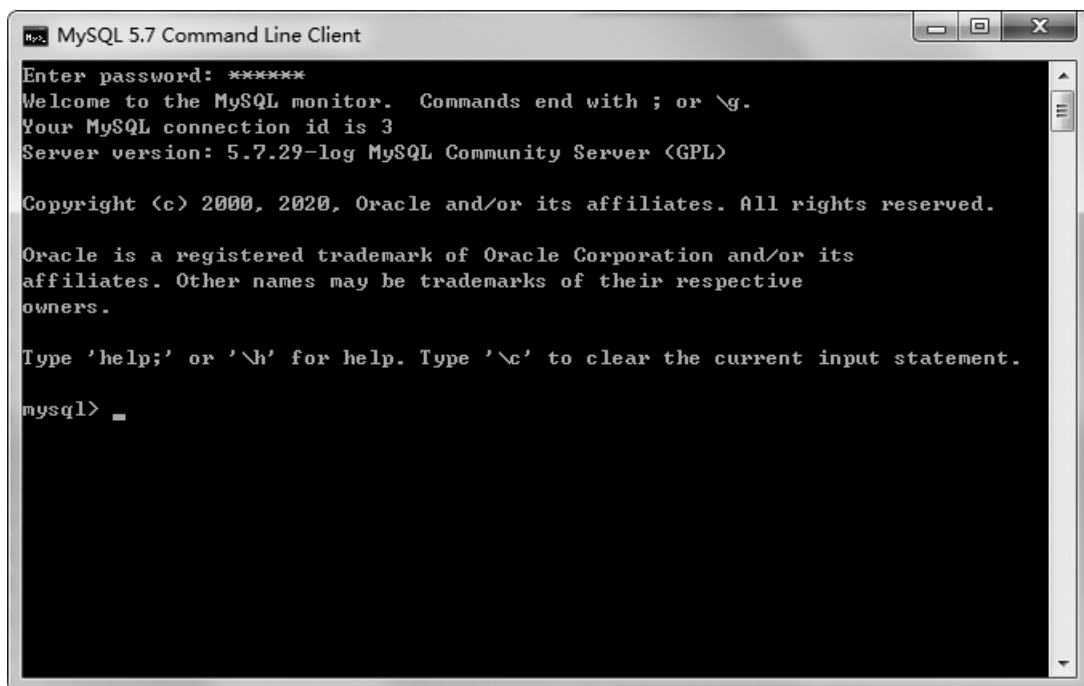 MySQL 5.7 Command Line Client
Enter password: ******
Welcome to the MySQL monitor.  Commands end with ; or \g.
Your MySQL connection id is 3
Server version: 5.7.29-log MySQL Community Server (GPL)
Copyright (c) 2000, 2020, Oracle and/or its affiliates. All rights reserved.
Oracle is a registered trademark of Oracle Corporation and/or its
affiliates. Other names may be trademarks of their respective
owners.
Type 'help;' or '\h' for help. Type '\c' to clear the current input statement.
mysql> _